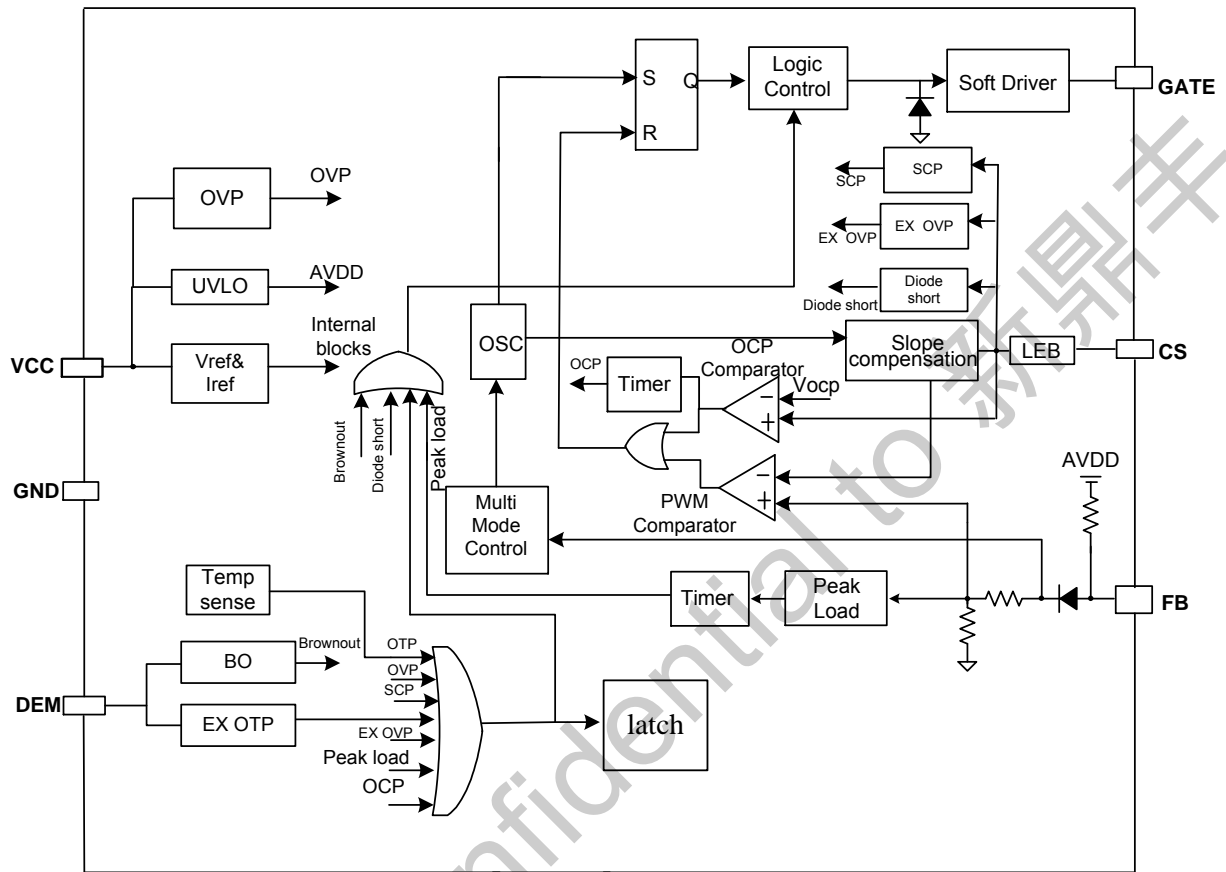 S
R
Q
Logic
Control
Soft Driver
GATE
SCP
SCP
EX OVP
EX OVP
Diode
short
Diode short
OVP
OVP
UVLO
AVDD
Vref&
Iref
Internal
blocks
VCC
OSC
Slope
compensation
LEB
CS
OCP
Timer
OCP
Comparator
Vocp
−
+
Brownout
Diode short
Peak load
GND
Multi
Mode
Control
PWM
Comparator
−
+
AVDD
Temp
sense
Timer
Peak
Load
FB
BO
Brownout
DEM
EX OTP
OTP
OVP
SCP
EX OVP
Peak load
OCP
latch
nfidential to 新鼎丰